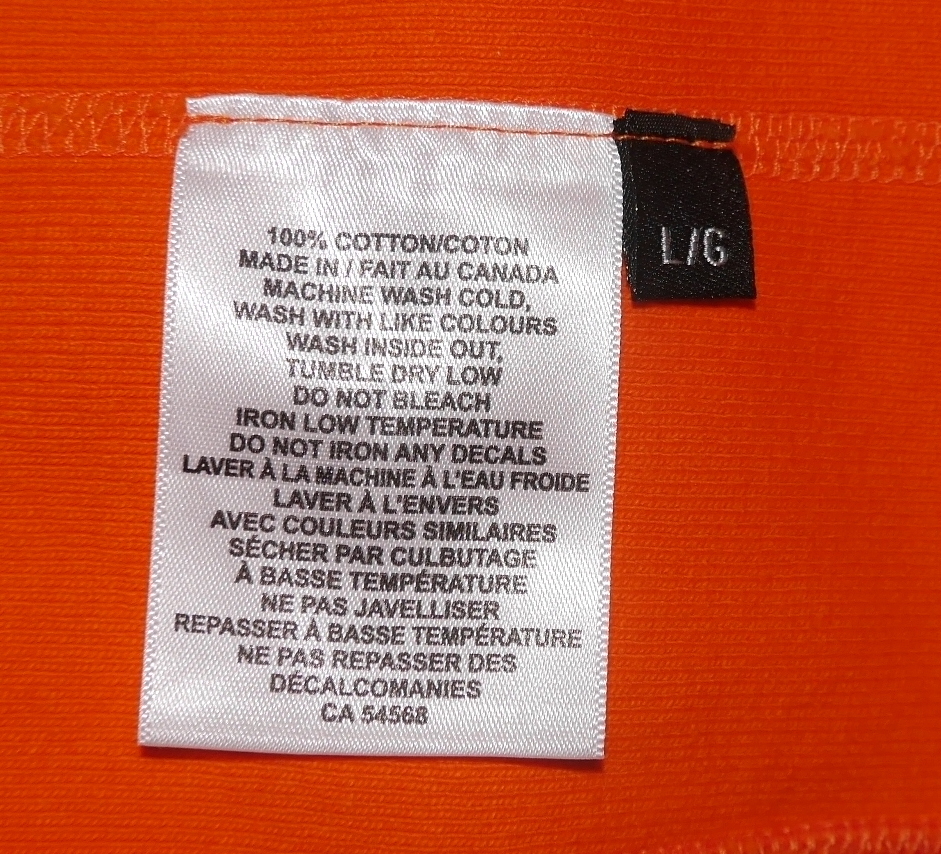 100% COTTON/COTON
MADE IN / FAIT AU CANADA
MACHINE WASH COLD,
WASH WITH LIKE COLOURS
WASH INSIDE OUT,
TUMBLE DRY LOW
DO NOT BLEACH
IRON LOW TEMPERATURE
DO NOT IRON ANY DECALS
LAVER À LA MACHINE À L'EAU FROIDE
LAVER À L'ENVERS
AVEC COULEURS SIMILAIRES
SÉCHER PAR CULBUTAGE
À BASSE TEMPÉRATURE
NE PAS JAVELLISER
REPASSER À BASSE TEMPÉRATURE
NE PAS REPASSER DES
DÉCALCOMANIES
CA 54568
L/G